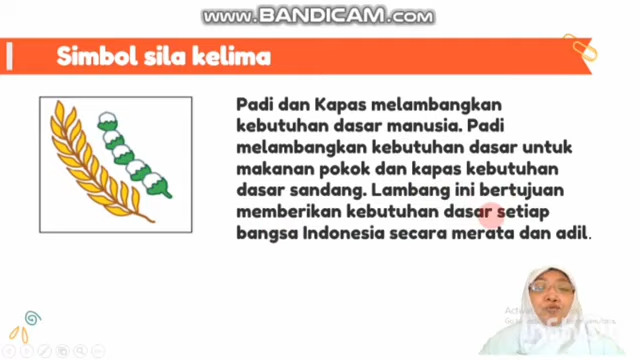 www.BANDICAM.com
Simbol sila kelima
Padi dan Kapas melambangkan
kebutuhan dasar manusia. Padi
melambangkan kebutuhan dasar untuk
makanan pokok dan kapas kebutuhan
dasar sandang. Lambang ini bertujuan
memberikan kebutuhan dasar setiap
bangsa Indonesia secara merata dan adil.